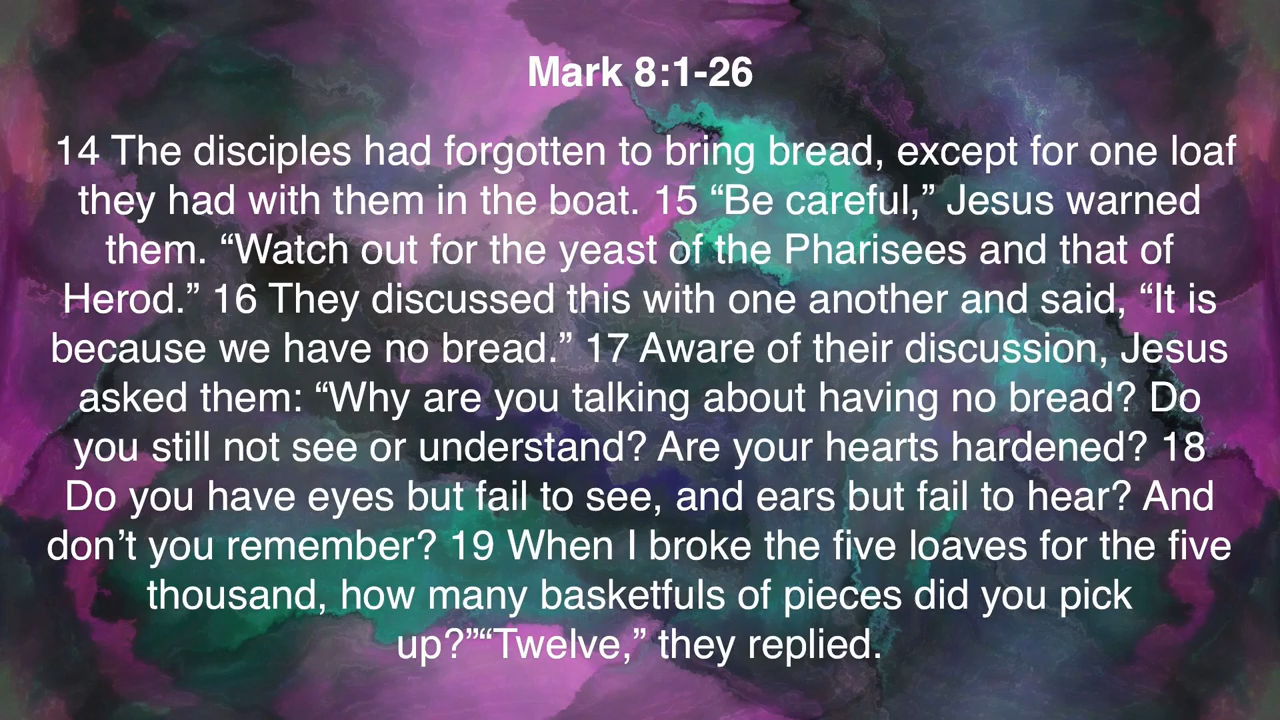 Mark 8:1-26
14 The disciples had forgotten to bring bread, except for one loaf
they had with them in the boat. 15 “Be careful,” Jesus warned
them. “Watch out for the yeast of the Pharisees and that of
Herod.” 16 They discussed this with one another and said, “It is
because we have no bread.” 17 Aware of their discussion, Jesus
asked them: “Why are you talking about having no bread? Do
you still not see or understand? Are your hearts hardened? 18
Do you have eyes but fail to see, and ears but fail to hear? And
don’t you remember? 19 When I broke the five loaves for the five
thousand, how many basketfuls of pieces did you pick
up?”“Twelve,” they replied.